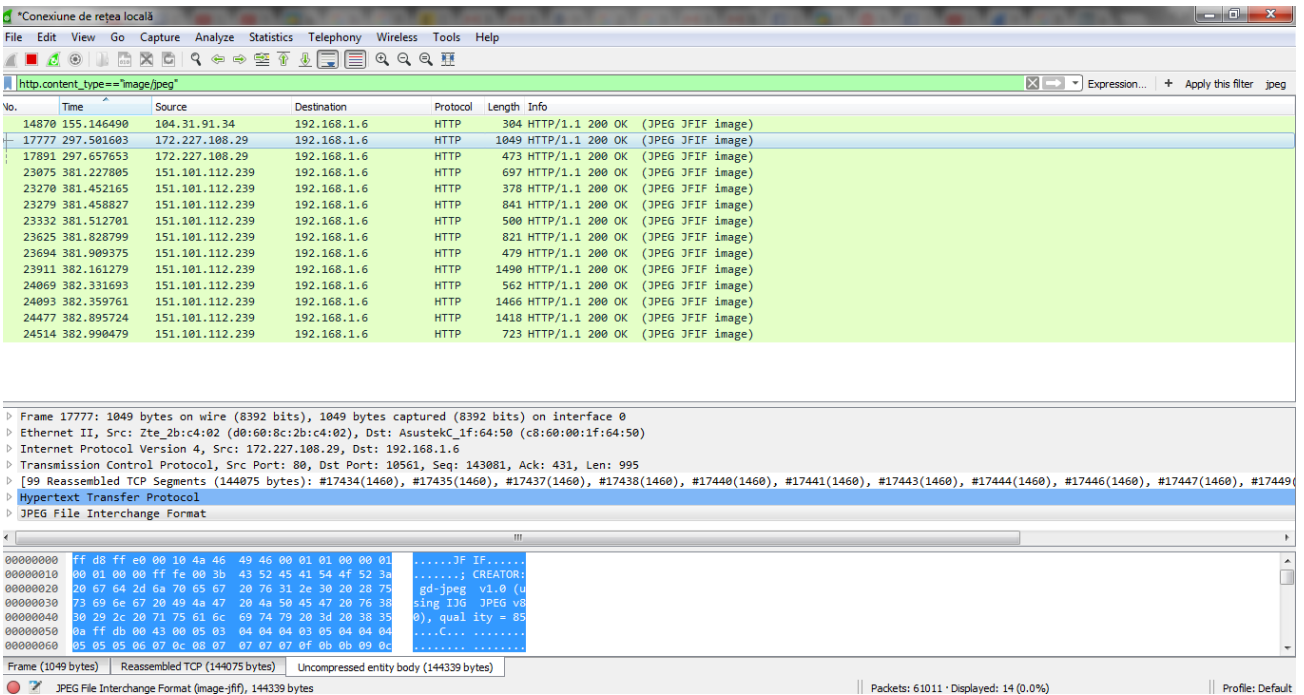 *Conexiune de rețea locală
File Edit View Go Capture Analyze Statistics Telephony Wireless Tools Help
http.content_type=="image/jpeg" Expression... + Apply this filter jpeg
No. Time Source Destination Protocol Length Info
14870 155.146490 104.31.91.34 192.168.1.6 HTTP 304 HTTP/1.1 200 OK (JPEG JFIF image)
17777 297.501603 172.227.108.29 192.168.1.6 HTTP 1049 HTTP/1.1 200 OK (JPEG JFIF image)
17891 297.657653 172.227.108.29 192.168.1.6 HTTP 473 HTTP/1.1 200 OK (JPEG JFIF image)
23075 381.227805 151.101.112.239 192.168.1.6 HTTP 697 HTTP/1.1 200 OK (JPEG JFIF image)
23270 381.452165 151.101.112.239 192.168.1.6 HTTP 378 HTTP/1.1 200 OK (JPEG JFIF image)
23279 381.458827 151.101.112.239 192.168.1.6 HTTP 841 HTTP/1.1 200 OK (JPEG JFIF image)
23332 381.512701 151.101.112.239 192.168.1.6 HTTP 500 HTTP/1.1 200 OK (JPEG JFIF image)
23625 381.828799 151.101.112.239 192.168.1.6 HTTP 821 HTTP/1.1 200 OK (JPEG JFIF image)
23694 381.909375 151.101.112.239 192.168.1.6 HTTP 479 HTTP/1.1 200 OK (JPEG JFIF image)
23911 382.161279 151.101.112.239 192.168.1.6 HTTP 1490 HTTP/1.1 200 OK (JPEG JFIF image)
24069 382.331693 151.101.112.239 192.168.1.6 HTTP 562 HTTP/1.1 200 OK (JPEG JFIF image)
24093 382.359761 151.101.112.239 192.168.1.6 HTTP 1466 HTTP/1.1 200 OK (JPEG JFIF image)
24477 382.895724 151.101.112.239 192.168.1.6 HTTP 1418 HTTP/1.1 200 OK (JPEG JFIF image)
24514 382.990479 151.101.112.239 192.168.1.6 HTTP 723 HTTP/1.1 200 OK (JPEG JFIF image)
Frame 17777: 1049 bytes on wire (8392 bits), 1049 bytes captured (8392 bits) on interface 0
Ethernet II, Src: Zte_2b:c4:02 (d0:60:8c:2b:c4:02), Dst: AsustekC_1f:64:50 (c8:60:00:1f:64:50)
Internet Protocol Version 4, Src: 172.227.108.29, Dst: 192.168.1.6
Transmission Control Protocol, Src Port: 80, Dst Port: 10561, Seq: 143081, Ack: 431, Len: 995
[99 Reassembled TCP Segments (144075 bytes): #17434(1460), #17435(1460), #17437(1460), #17438(1460), #17440(1460), #17441(1460), #17443(1460), #17444(1460), #17446(1460), #17447(1460), #17449(
Hypertext Transfer Protocol
JPEG File Interchange Format
00000000 ff d8 ff e0 00 10 4a 46 49 46 00 01 01 00 00 01 ......JF IF......
00000010 00 01 00 00 ff fe 00 3b 43 52 45 41 54 4f 52 3a .......; CREATOR:
00000020 20 67 64 2d 6a 70 65 67 20 76 31 2e 30 20 28 75 gd-jpeg v1.0 (u
00000030 73 69 6e 67 20 49 4a 47 20 4a 50 45 47 20 76 38 sing IJG JPEG v8
00000040 30 29 2c 20 71 75 61 6c 69 74 79 20 3d 20 38 35 0), qual ity = 85
00000050 0a ff db 00 43 00 05 03 04 04 04 03 05 04 04 04 ....C... ........
00000060 05 05 05 06 07 0c 08 07 07 07 07 0f 0b 0b 09 0c ........ ........
Frame (1049 bytes) Reassembled TCP (144075 bytes) Uncompressed entity body (144339 bytes)
JPEG File Interchange Format (image-jfif), 144339 bytes Packets: 61011 · Displayed: 14 (0.0%) Profile: Default